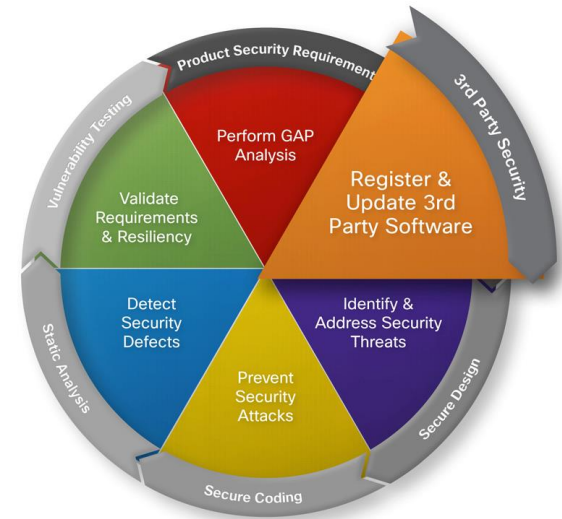 Product Security Requirement
Perform GAP
Analysis
3rd Party Security
Register &
Update 3rd
Party Software
Secure Design
Identify &
Address Security
Threats
Secure Coding
Prevent
Security
Attacks
Static Analysis
Detect
Security
Defects
Vulnerability Testing
Validate
Requirements
& Resiliency